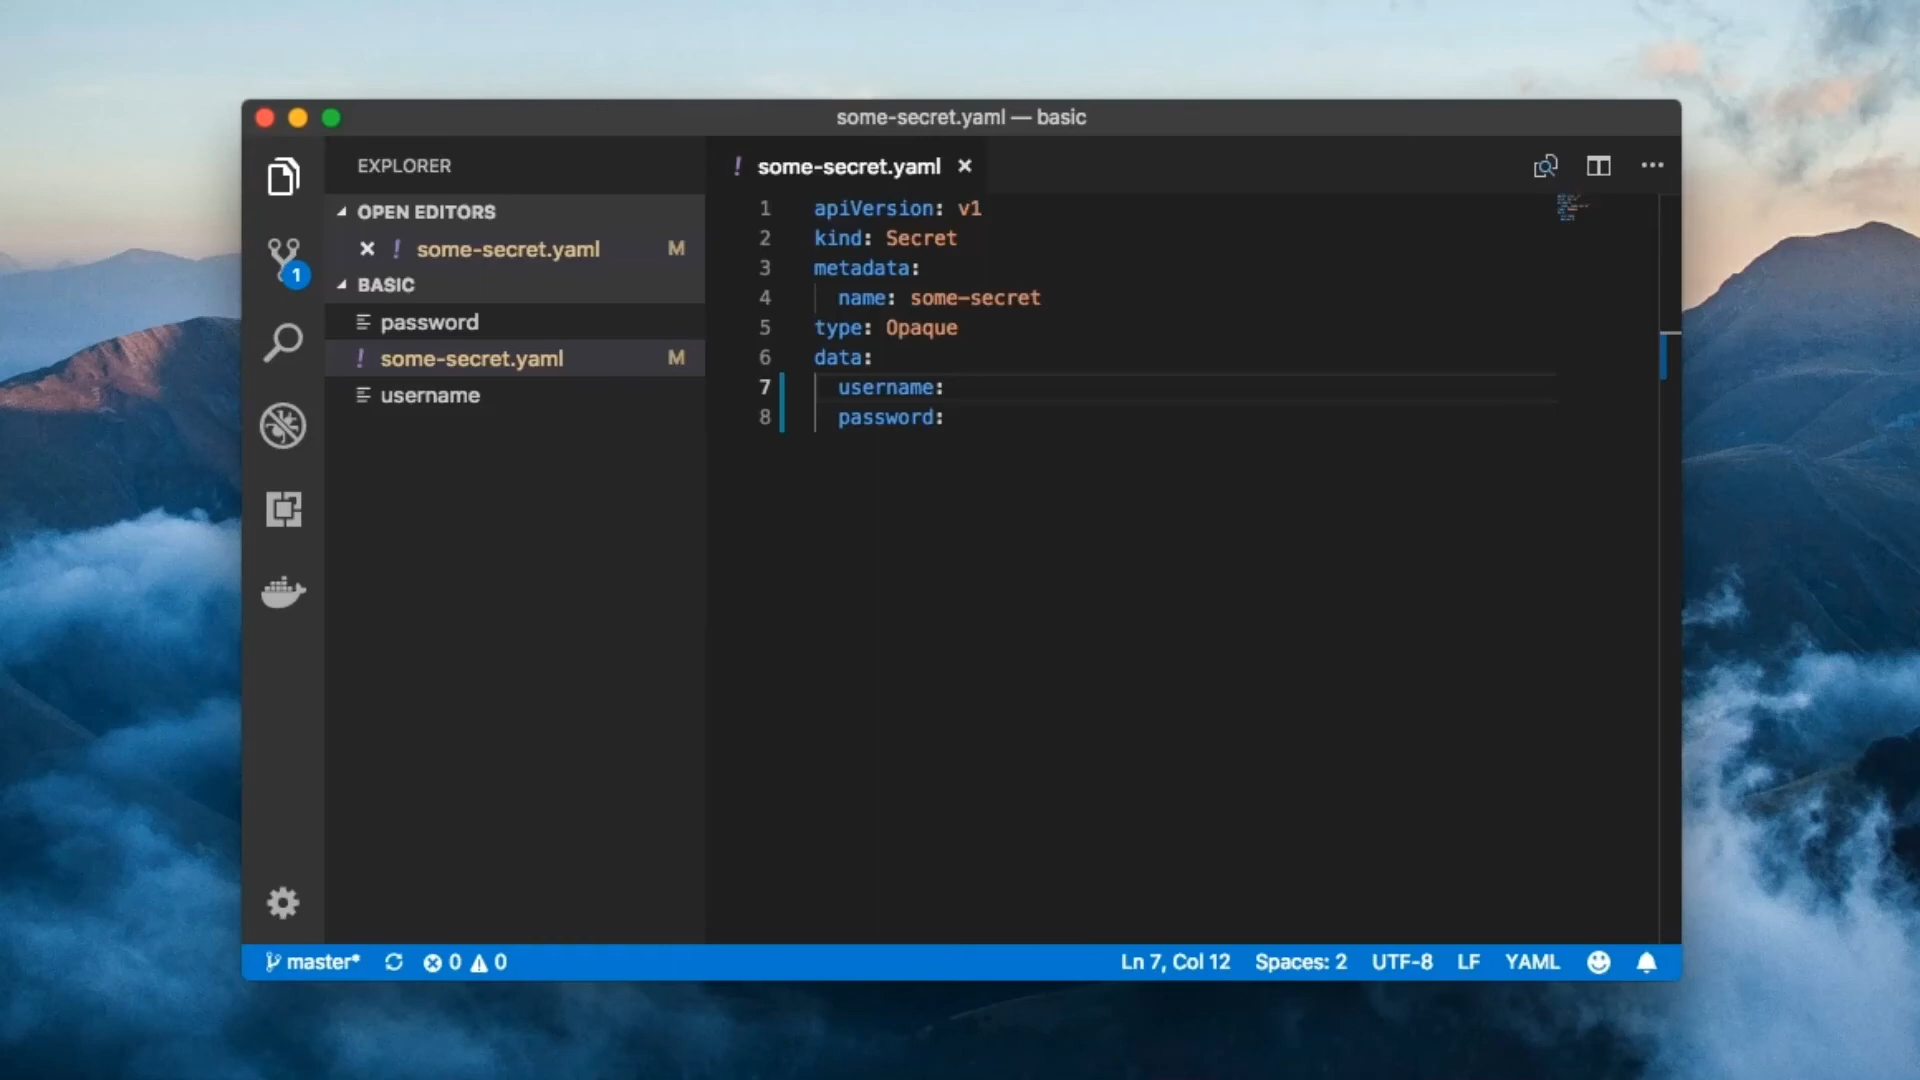 some-secret.yaml — basic
EXPLORER
OPEN EDITORS
! some-secret.yaml M
BASIC
password
! some-secret.yaml M
username
1
! some-secret.yaml
1 apiVersion: v1
2 kind: Secret
3 metadata:
4 name: some-secret
5 type: Opaque
6 data:
7 username:
8 password:
master* 0 0 Ln 7, Col 12 Spaces: 2 UTF-8 LF YAML